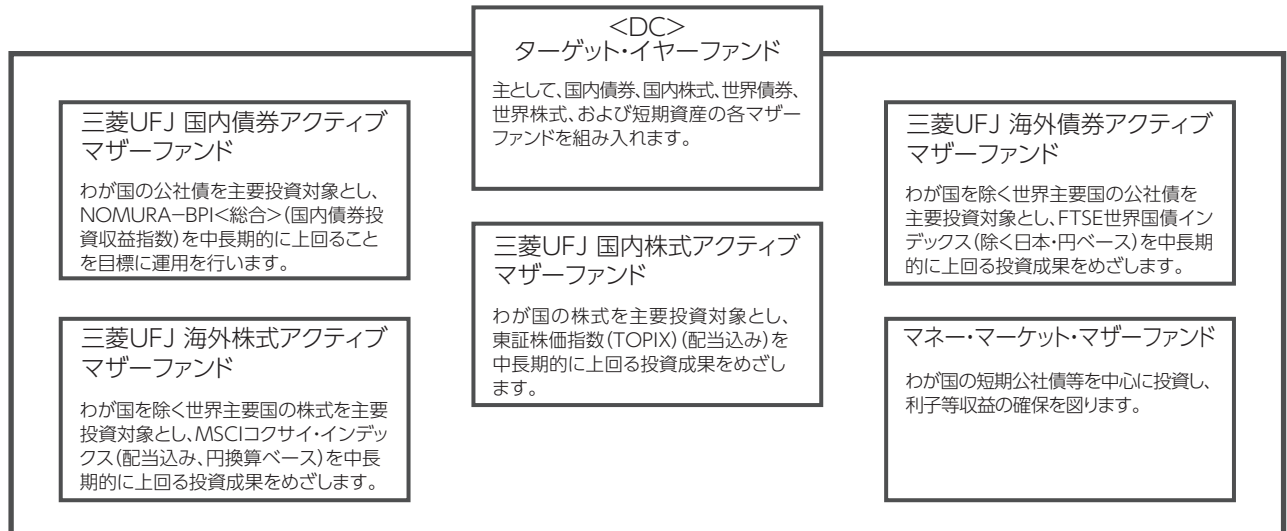 <DC>
ターゲット・イヤーファンド
主として、国内債券、国内株式、世界債券、
世界株式、および短期資産の各マザー
ファンドを組み入れます。
三菱UFJ 国内債券アクティブ
マザーファンド
わが国の公社債を主要投資対象とし、
NOMURA−BPI<総合>(国内債券投
資収益指数)を中長期的に上回ること
を目標に運用を行います。
三菱UFJ 国内株式アクティブ
マザーファンド
わが国の株式を主要投資対象とし、
東証株価指数(TOPIX)(配当込み)を
中長期的に上回る投資成果をめざし
ます。
三菱UFJ 海外債券アクティブ
マザーファンド
わが国を除く世界主要国の公社債を
主要投資対象とし、FTSE世界国債イン
デックス(除く日本・円ベース)を中長期
的に上回る投資成果をめざします。
三菱UFJ 海外株式アクティブ
マザーファンド
わが国を除く世界主要国の株式を主要
投資対象とし、MSCIコクサイ・インデッ
クス(配当込み、円換算ベース)を中長
期的に上回る投資成果をめざします。
マネー・マーケット・マザーファンド
わが国の短期公社債等を中心に投資し、
利子等収益の確保を図ります。